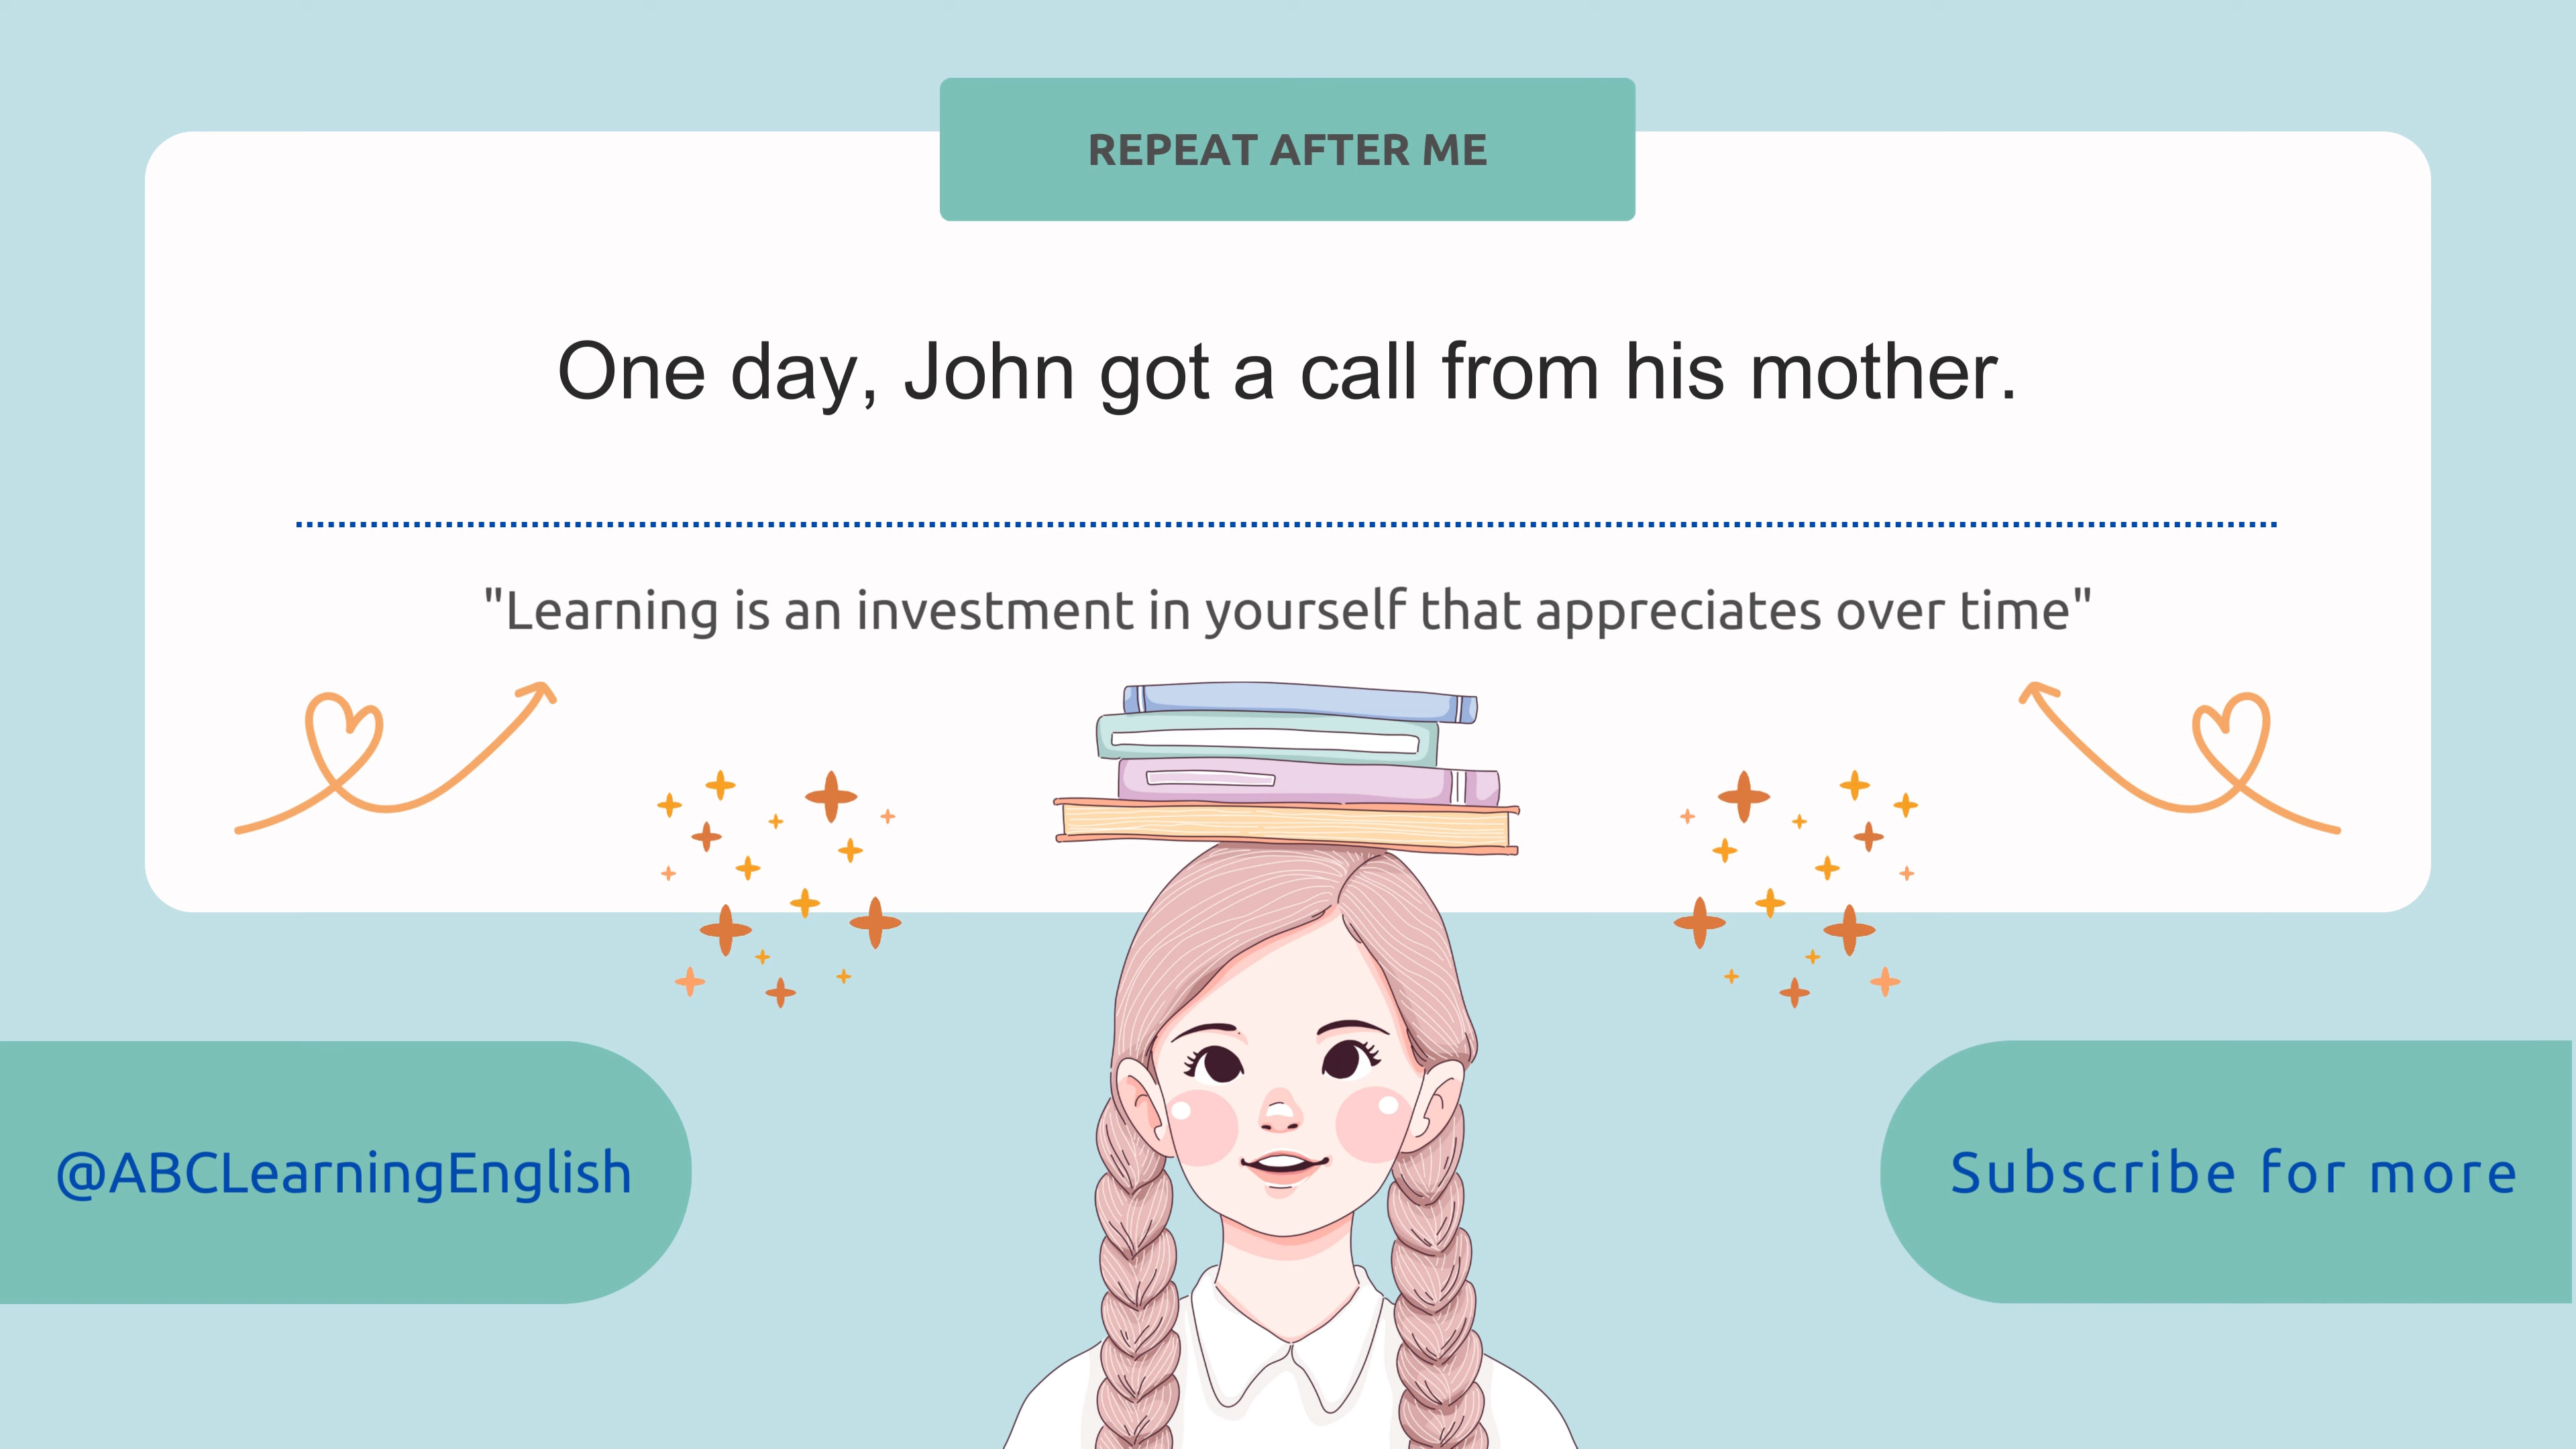 REPEAT AFTER ME
One day, John got a call from his mother.
"Learning is an investment in yourself that appreciates over time"
@ABCLearningEnglish
Subscribe for more